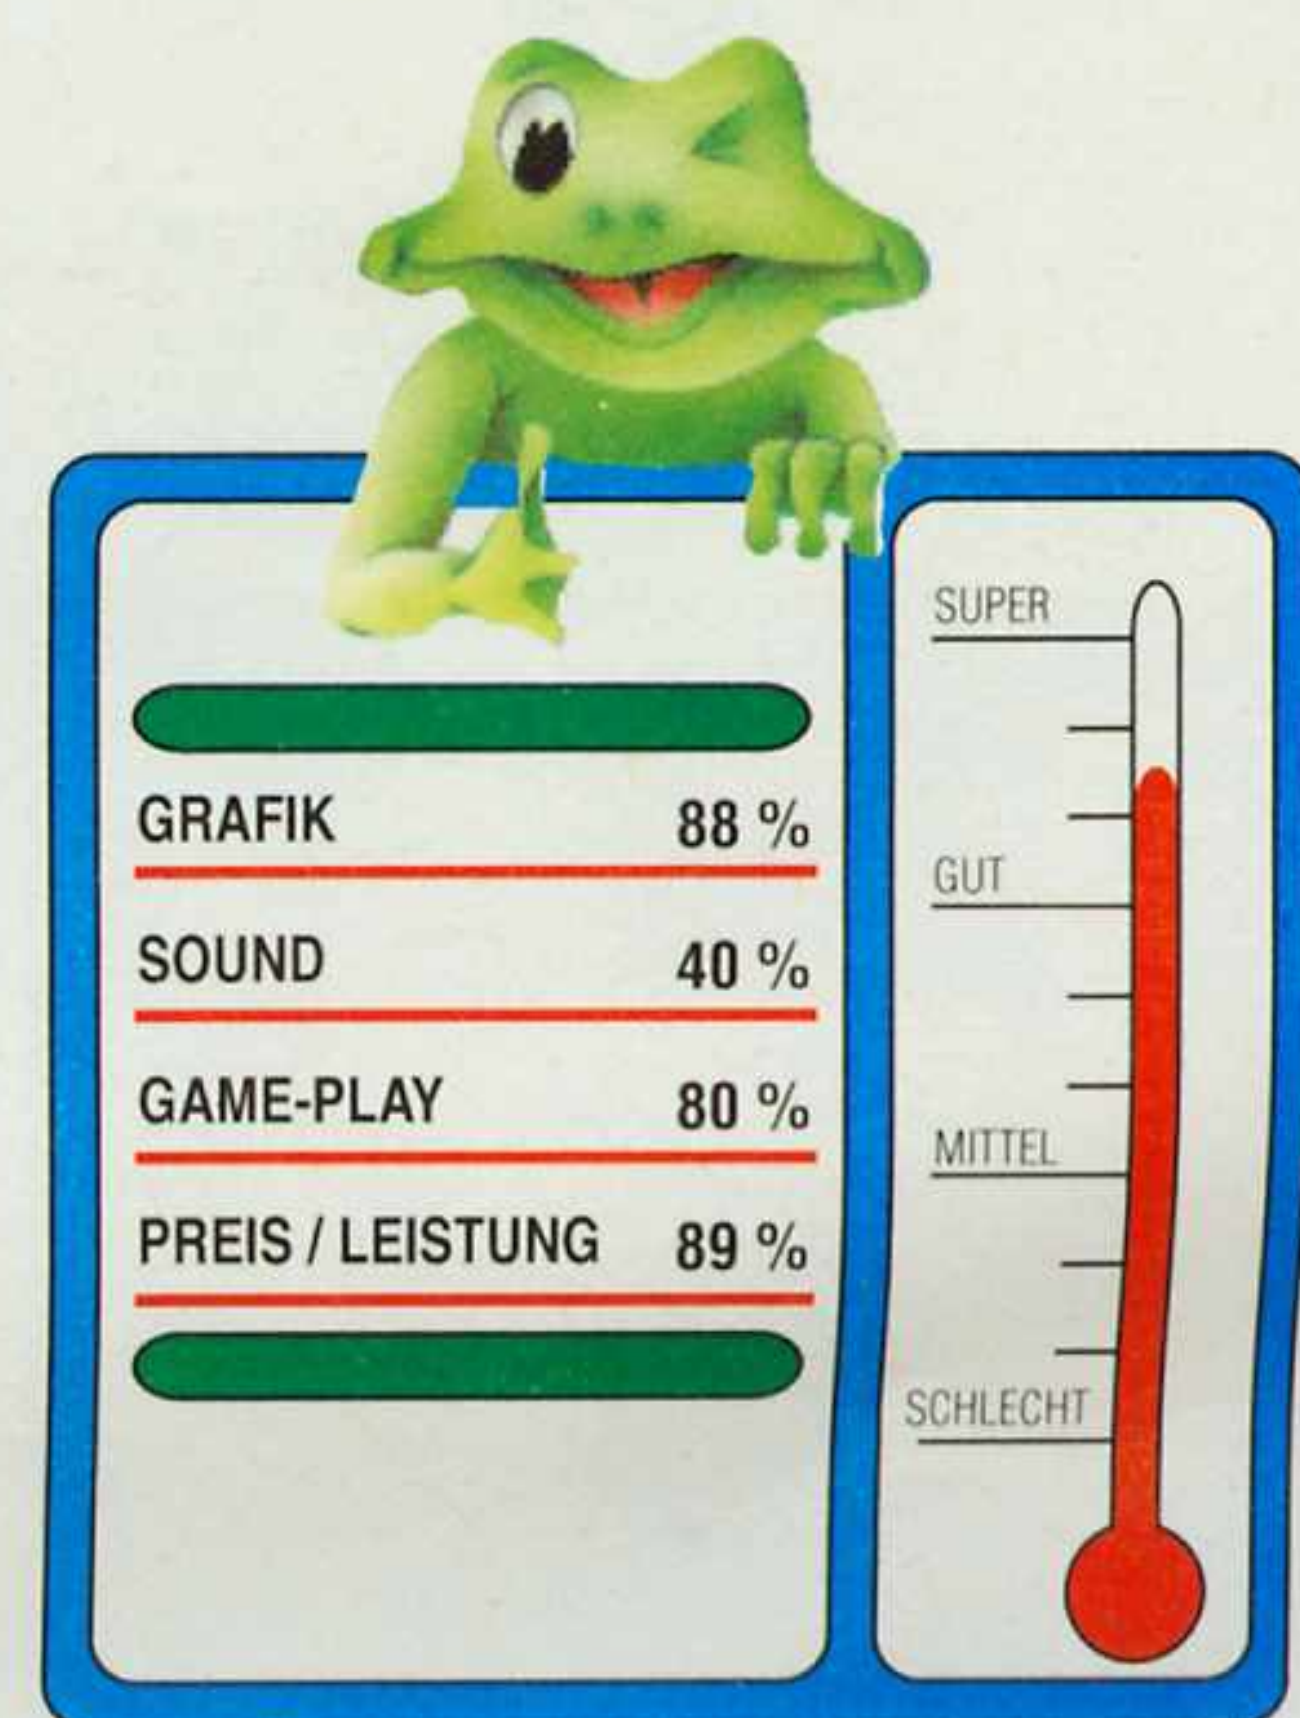 GRAFIK 88 %
SOUND 40 %
GAME-PLAY 80 %
PREIS / LEISTUNG 89 %
SUPER
GUT
MITTEL
SCHLECHT